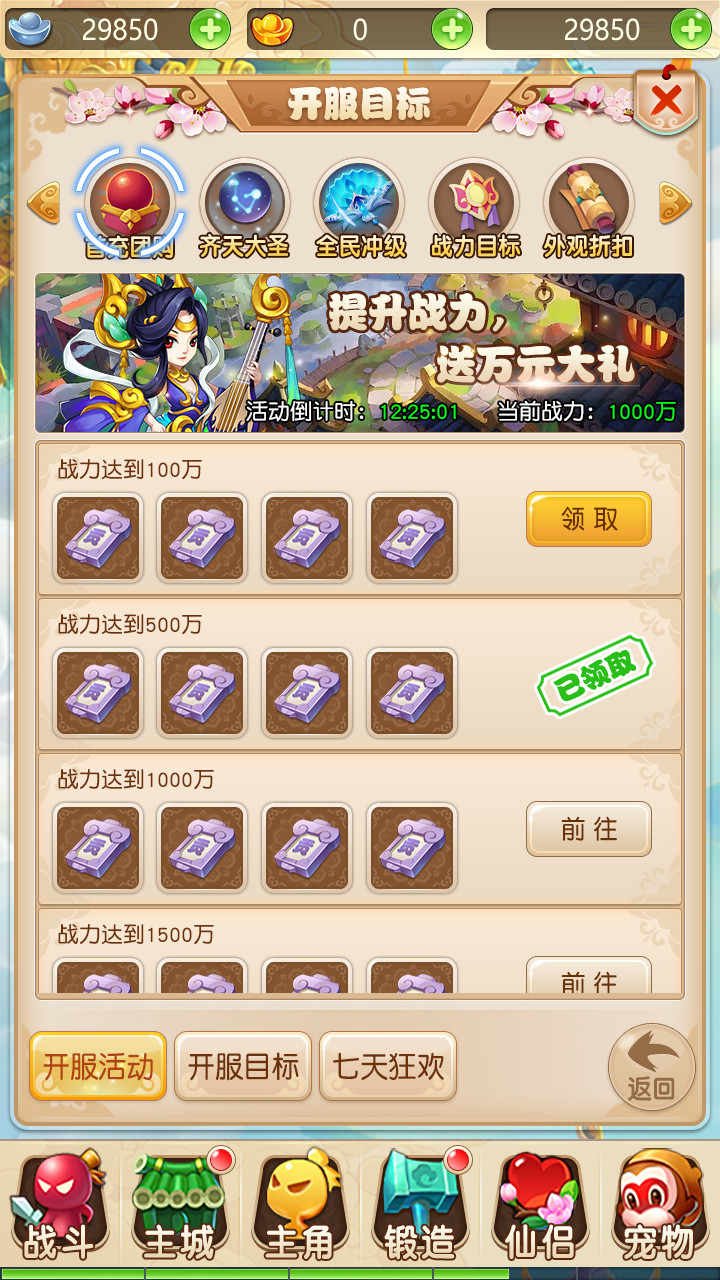 29850
0
29850
开服目标
首充团购
齐天大圣
全民冲级
战力目标
外观折扣
提升战力,
送万元大礼
活动倒计时: 12:25:01 当前战力: 1000万
战力达到100万
领取
战力达到500万
已领取
战力达到1000万
前往
战力达到1500万
前往
开服活动
开服目标
七天狂欢
返回
战斗
主城
主角
锻造
仙侣
宠物